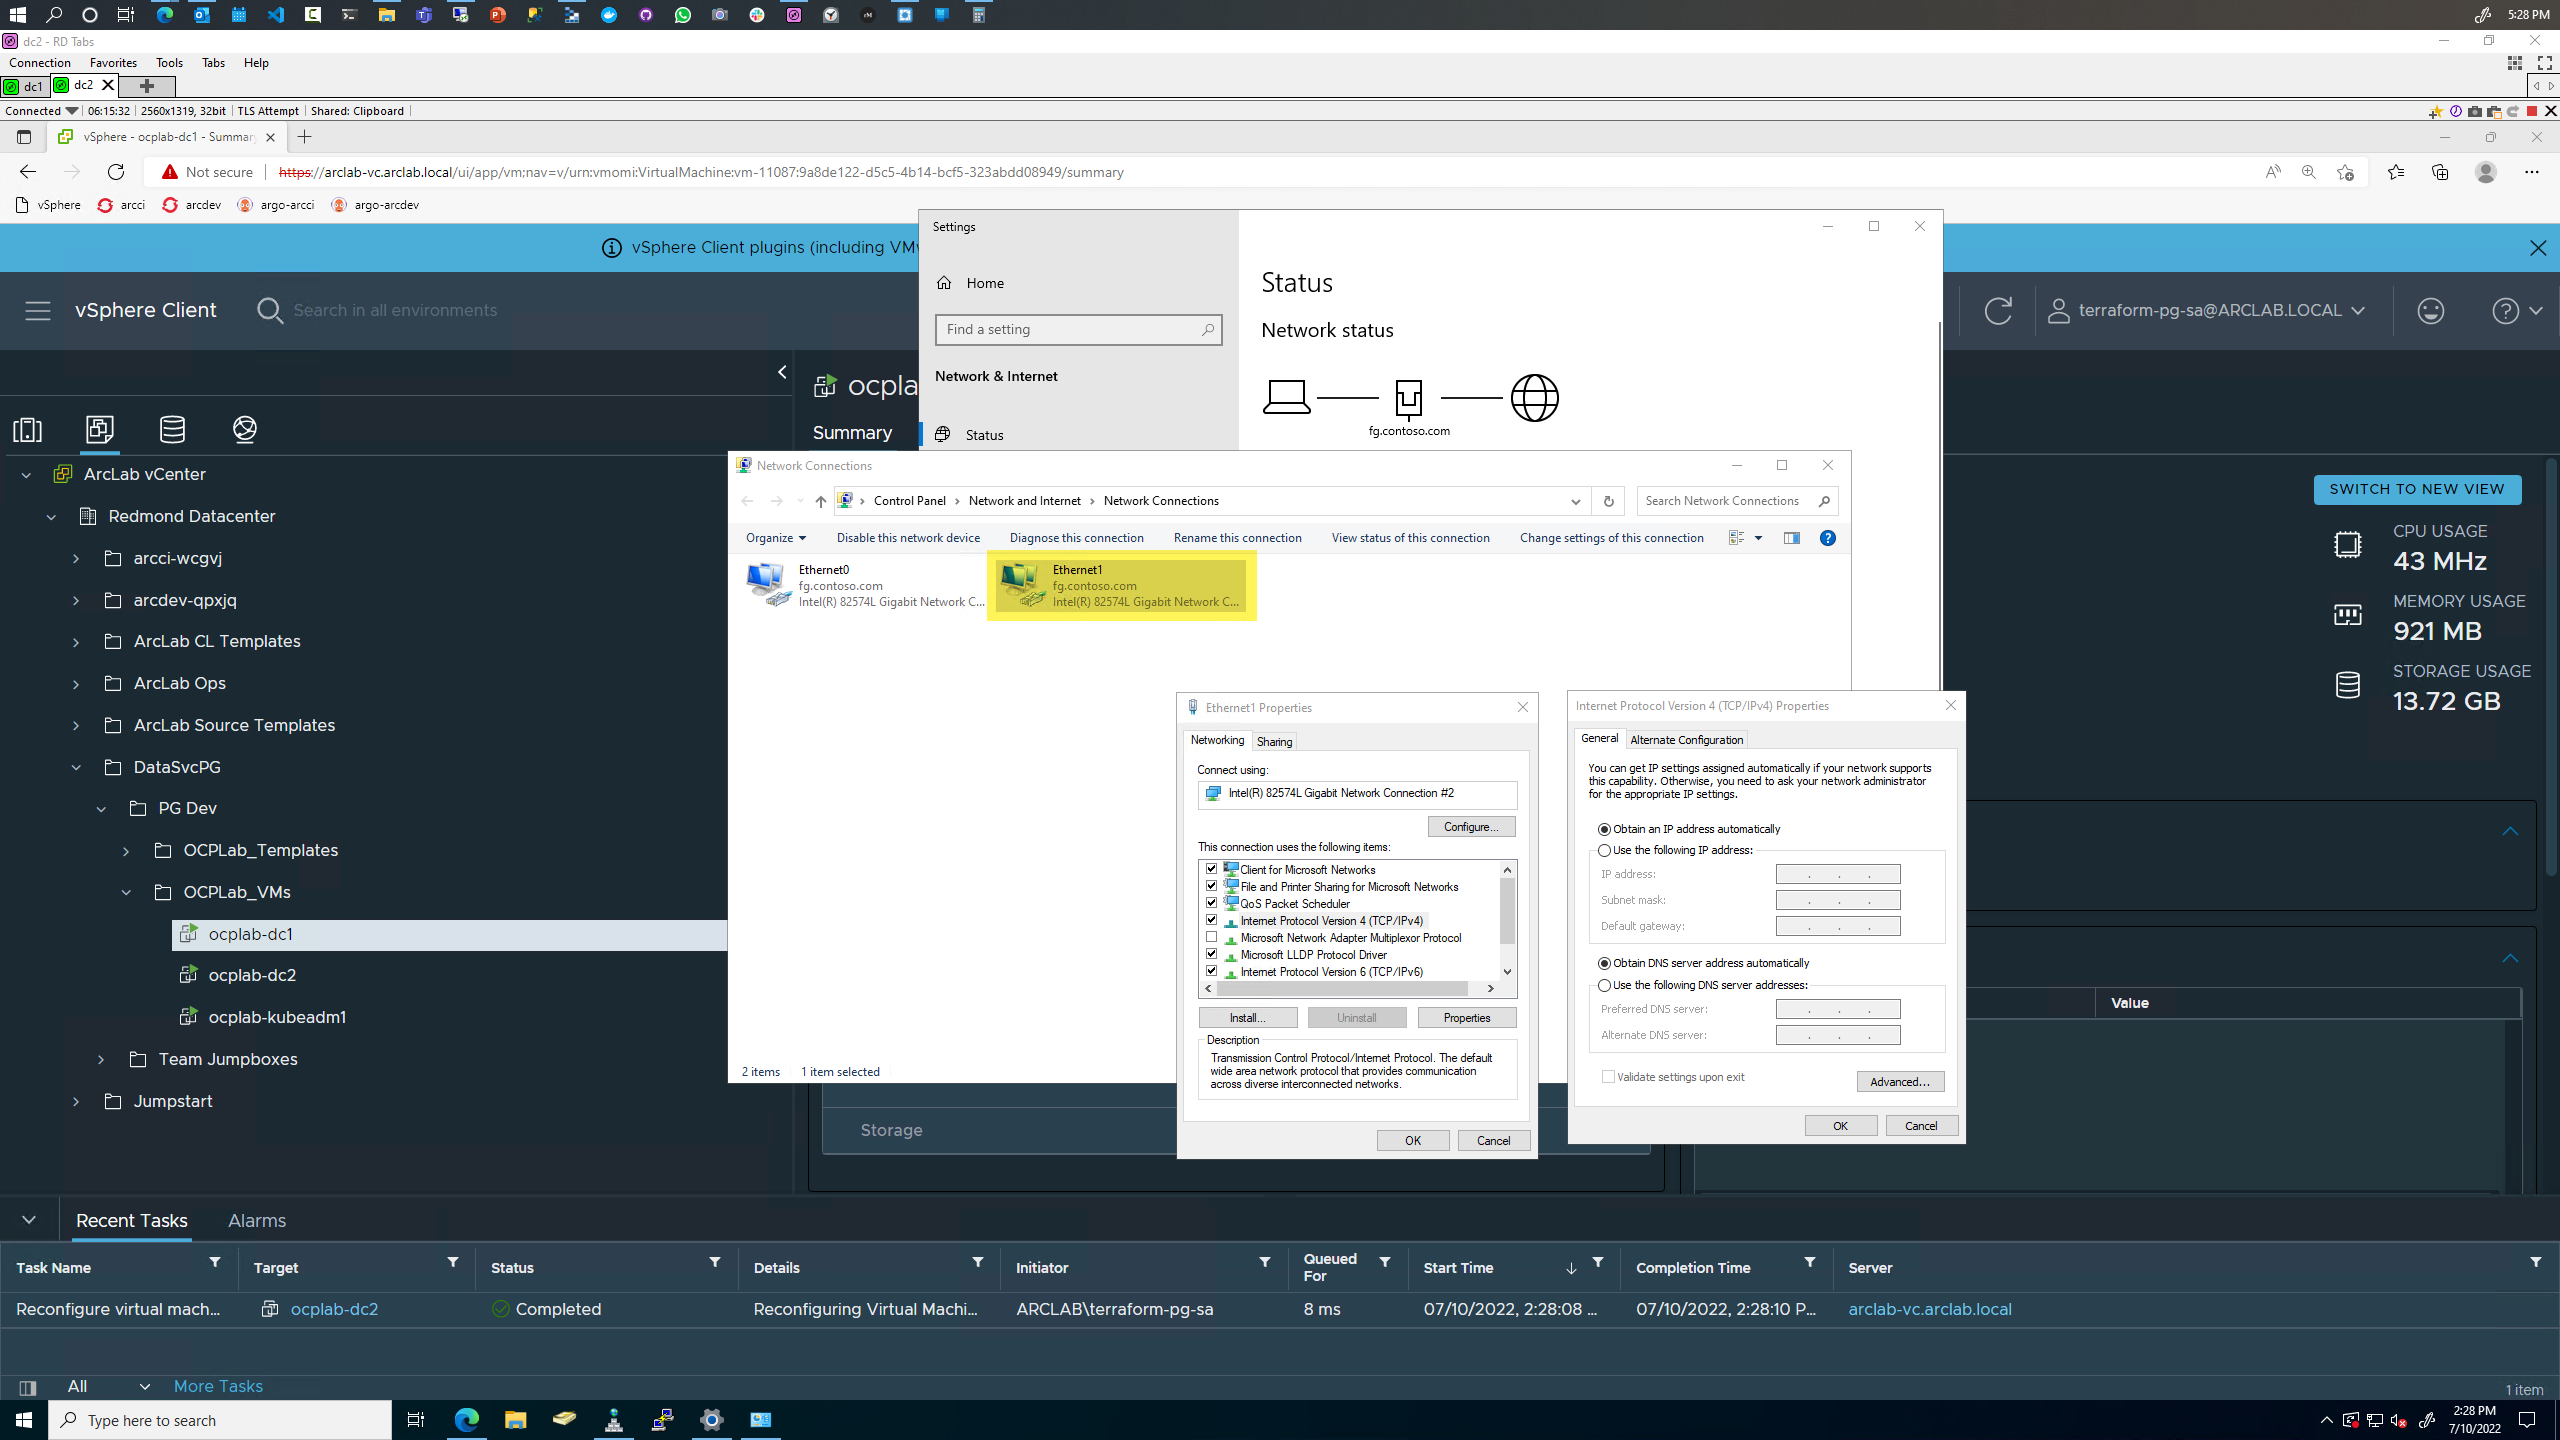 5:28 PM
dc2 - RD Tabs
Connection Favorites Tools Tabs Help
dc1 dc2
Connected 06:15:32 2560x1319, 32bit TLS Attempt Shared: Clipboard
vSphere - ocplab-dc1 - Summary
Not secure https://arclab-vc.arclab.local/ui/app/vm;nav=v/urn:vmomi:VirtualMachine:vm-11087:9a8de122-d5c5-4b14-bcf5-323abdd08949/summary
vSphere arcci arcdev argo-arcci argo-arcdev
vSphere Client plugins (including VM
vSphere Client Search in all environments
terraform-pg-sa@ARCLAB.LOCAL
ArcLab vCenter
Redmond Datacenter
arcci-wcgvj
arcdev-qpxjq
ArcLab CL Templates
ArcLab Ops
ArcLab Source Templates
DataSvcPG
PG Dev
OCPLab_Templates
OCPLab_VMs
ocplab-dc1
ocplab-dc2
ocplab-kubeadm1
Team Jumpboxes
Jumpstart
ocpla
Summary
Settings
Home
Find a setting
Network & Internet
Status
Status
Network status
fg.contoso.com
Network Connections
Control Panel Network and Internet Network Connections
Search Network Connections
Organize Disable this network device Diagnose this connection Rename this connection View status of this connection Change settings of this connection
Ethernet0
fg.contoso.com
Intel(R) 82574L Gigabit Network C...
Ethernet1
fg.contoso.com
Intel(R) 82574L Gigabit Network C...
2 items 1 item selected
Ethernet1 Properties
Networking Sharing
Connect using:
Intel(R) 82574L Gigabit Network Connection #2
Configure...
This connection uses the following items:
Client for Microsoft Networks
File and Printer Sharing for Microsoft Networks
QoS Packet Scheduler
Internet Protocol Version 4 (TCP/IPv4)
Microsoft Network Adapter Multiplexor Protocol
Microsoft LLDP Protocol Driver
Internet Protocol Version 6 (TCP/IPv6)
Install... Uninstall Properties
Description
Transmission Control Protocol/Internet Protocol. The default
wide area network protocol that provides communication
across diverse interconnected networks.
OK Cancel
Internet Protocol Version 4 (TCP/IPv4) Properties
General Alternate Configuration
You can get IP settings assigned automatically if your network supports
this capability. Otherwise, you need to ask your network administrator
for the appropriate IP settings.
Obtain an IP address automatically
Use the following IP address:
IP address:
Subnet mask:
Default gateway:
Obtain DNS server address automatically
Use the following DNS server addresses:
Preferred DNS server:
Alternate DNS server:
Validate settings upon exit
Advanced...
OK Cancel
SWITCH TO NEW VIEW
CPU USAGE
43 MHz
MEMORY USAGE
921 MB
STORAGE USAGE
13.72 GB
Value
Storage
Recent Tasks Alarms
Task Name Target Status Details Initiator Queued For Start Time Completion Time Server
Reconfigure virtual mach... ocplab-dc2 Completed Reconfiguring Virtual Machi... ARCLAB\terraform-pg-sa 8 ms 07/10/2022, 2:28:08 ... 07/10/2022, 2:28:10 P... arclab-vc.arclab.local
All More Tasks
1 item
Type here to search
2:28 PM
7/10/2022